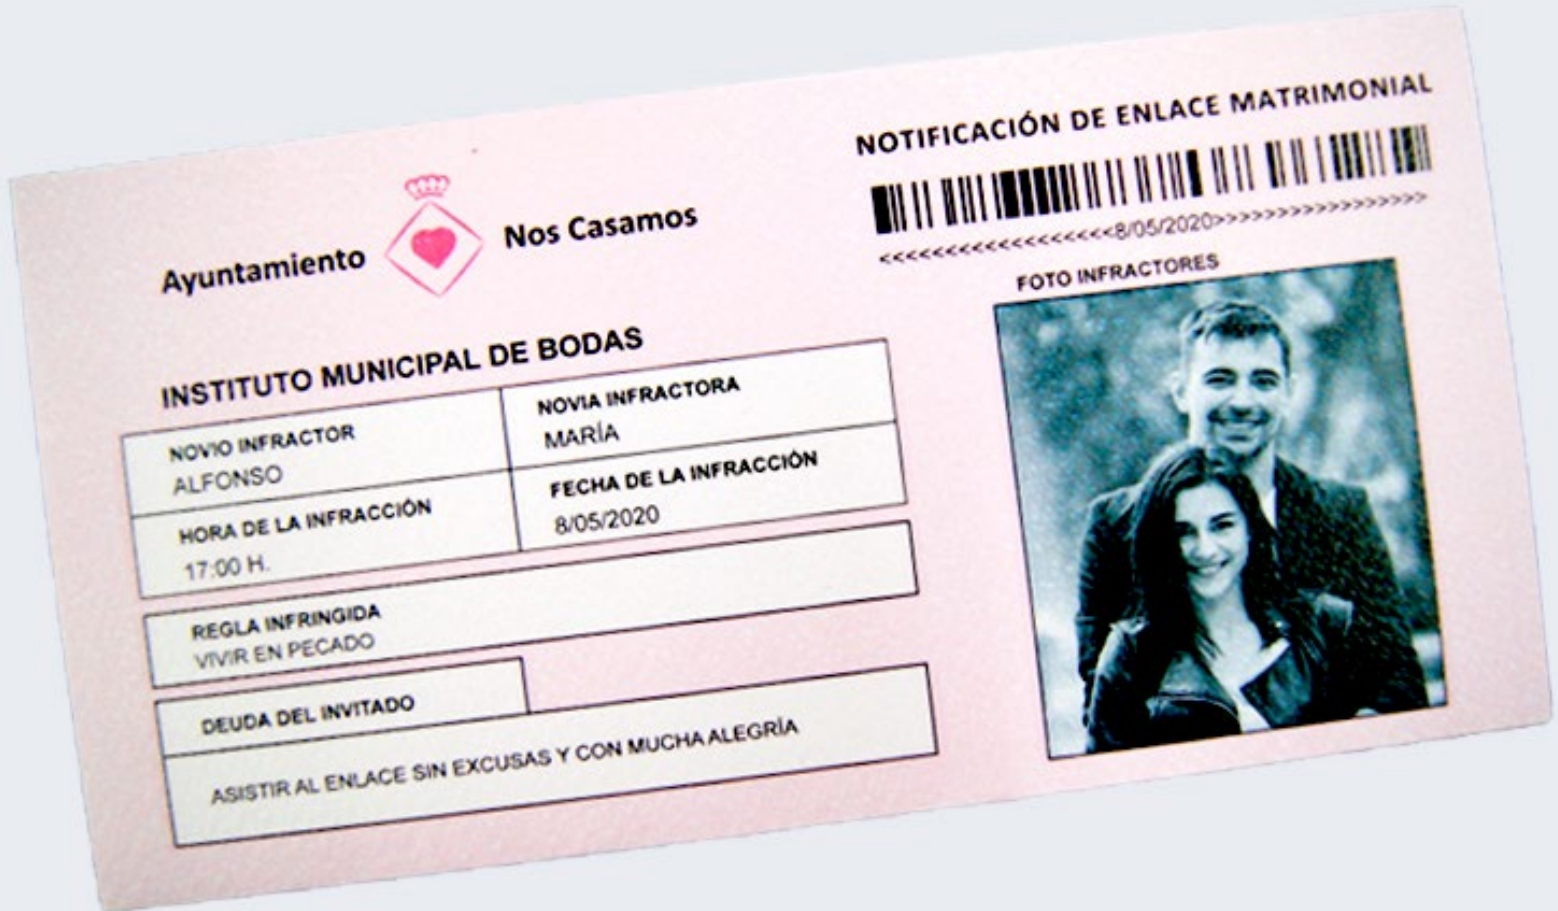 NOTIFICACIÓN DE ENLACE MATRIMONIAL
<<<<<<<<<<<<<<<<<<8/05/2020>>>>>>>>>>>>>>>>>>
Ayuntamiento
Nos Casamos
INSTITUTO MUNICIPAL DE BODAS
NOVIO INFRACTOR
ALFONSO
NOVIA INFRACTORA
MARÍA
HORA DE LA INFRACCIÓN
17:00 H.
FECHA DE LA INFRACCIÓN
8/05/2020
REGLA INFRINGIDA
VIVIR EN PECADO
DEUDA DEL INVITADO
ASISTIR AL ENLACE SIN EXCUSAS Y CON MUCHA ALEGRÍA
FOTO INFRACTORES